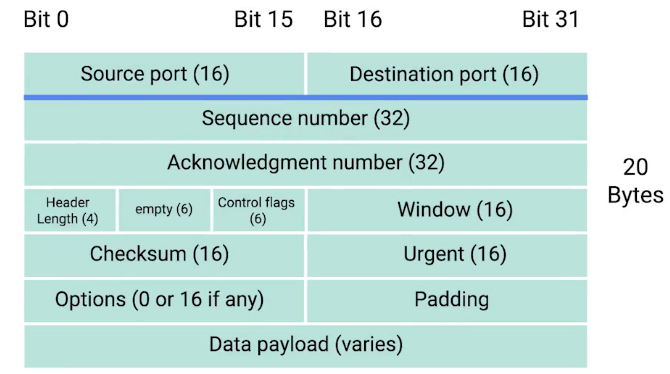 Bit 0 Bit 15 Bit 16 Bit 31
Source port (16) Destination port (16)
Sequence number (32)
Acknowledgment number (32)
20
Bytes
Header
Length (4)
empty (6)
Control flags
(6)
Window (16)
Checksum (16) Urgent (16)
Options (0 or 16 if any) Padding
Data payload (varies)